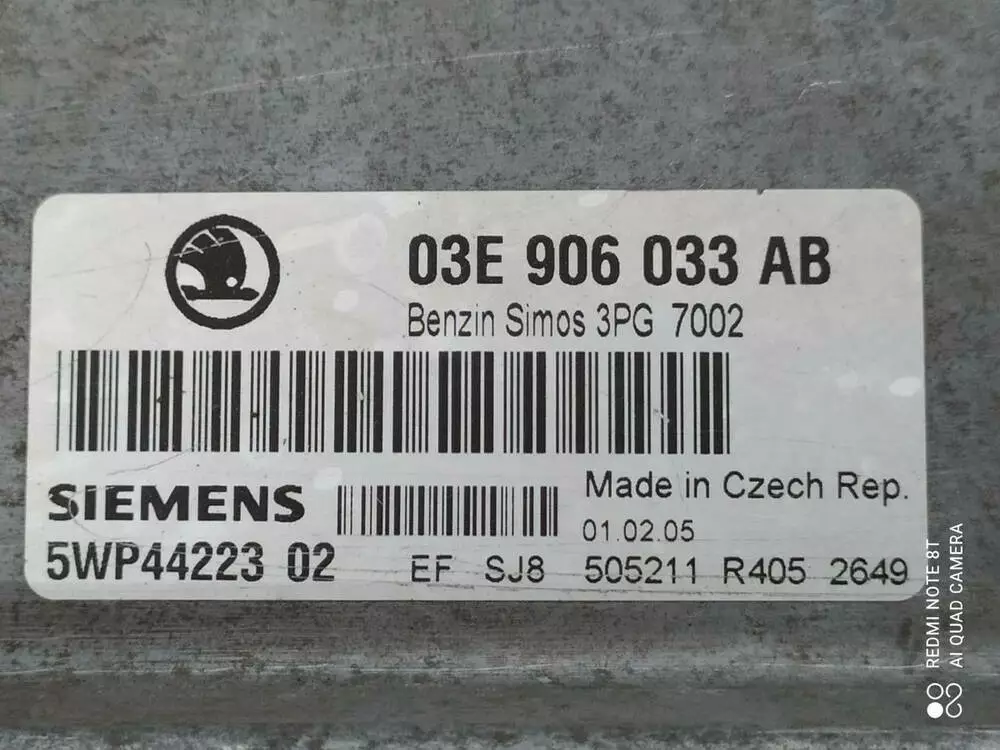 03E 906 033 AB
Benzin Simos 3PG 7002
SIEMENS
Made in Czech Rep.
01.02.05
5WP44223 02
EF SJ8 505211 R405 2649
REDMI NOTE 8T
AI QUAD CAMERA